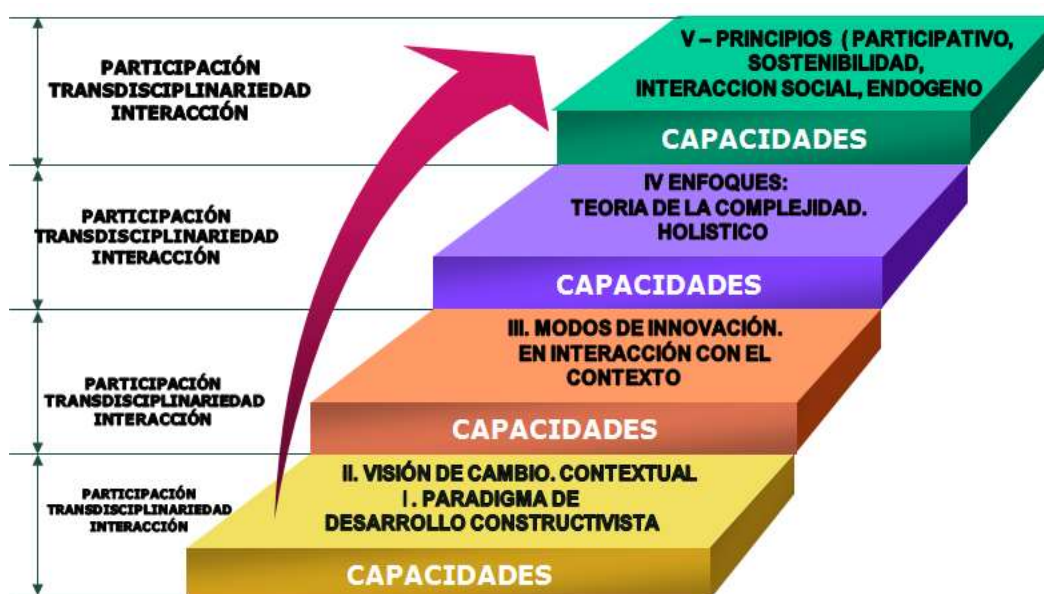 PARTICIPACIÓN
TRANSDISCIPLINARIEDAD
INTERACCIÓN
V – PRINCIPIOS ( PARTICIPATIVO,
SOSTENIBILIDAD,
INTERACCION SOCIAL, ENDOGENO
CAPACIDADES
PARTICIPACIÓN
TRANSDISCIPLINARIEDAD
INTERACCIÓN
IV ENFOQUES:
TEORIA DE LA COMPLEJIDAD.
HOLISTICO
CAPACIDADES
PARTICIPACIÓN
TRANSDISCIPLINARIEDAD
INTERACCIÓN
III. MODOS DE INNOVACIÓN.
EN INTERACCIÓN CON EL
CONTEXTO
CAPACIDADES
PARTICIPACIÓN
TRANSDISCIPLINARIEDAD
INTERACCIÓN
II. VISIÓN DE CAMBIO. CONTEXTUAL
I . PARADIGMA DE
DESARROLLO CONSTRUCTIVISTA
CAPACIDADES